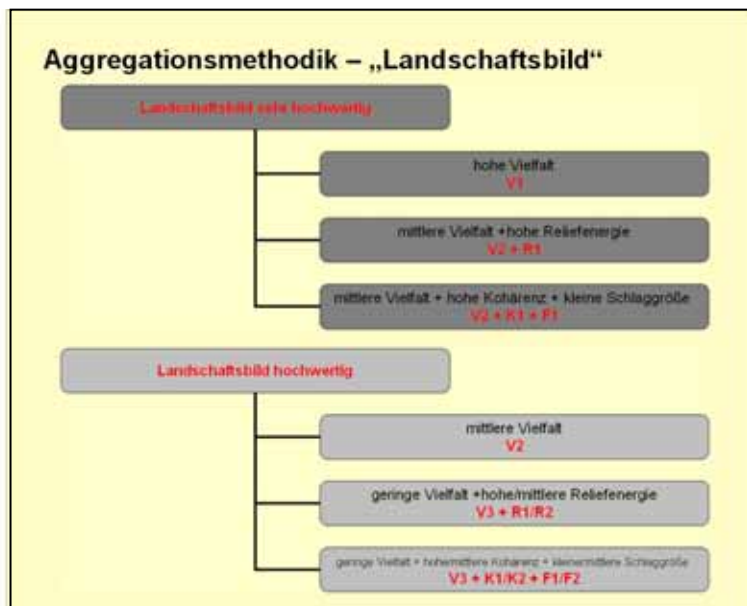 Aggregationsmethodik – „Landschaftsbild“
Landschaftsbild sehr hochwertig
hohe Vielfalt
V1
mittlere Vielfalt +hohe Reliefenergie
V2 + R1
mittlere Vielfalt + hohe Kohärenz + kleine Schlaggröße
V2 + K1 + F1
Landschaftsbild hochwertig
mittlere Vielfalt
V2
geringe Vielfalt +hohe/mittlere Reliefenergie
V3 + R1/R2
geringe Vielfalt + hohe/mittlere Kohärenz + kleine/mittlere Schlaggröße
V3 + K1/K2 + F1/F2